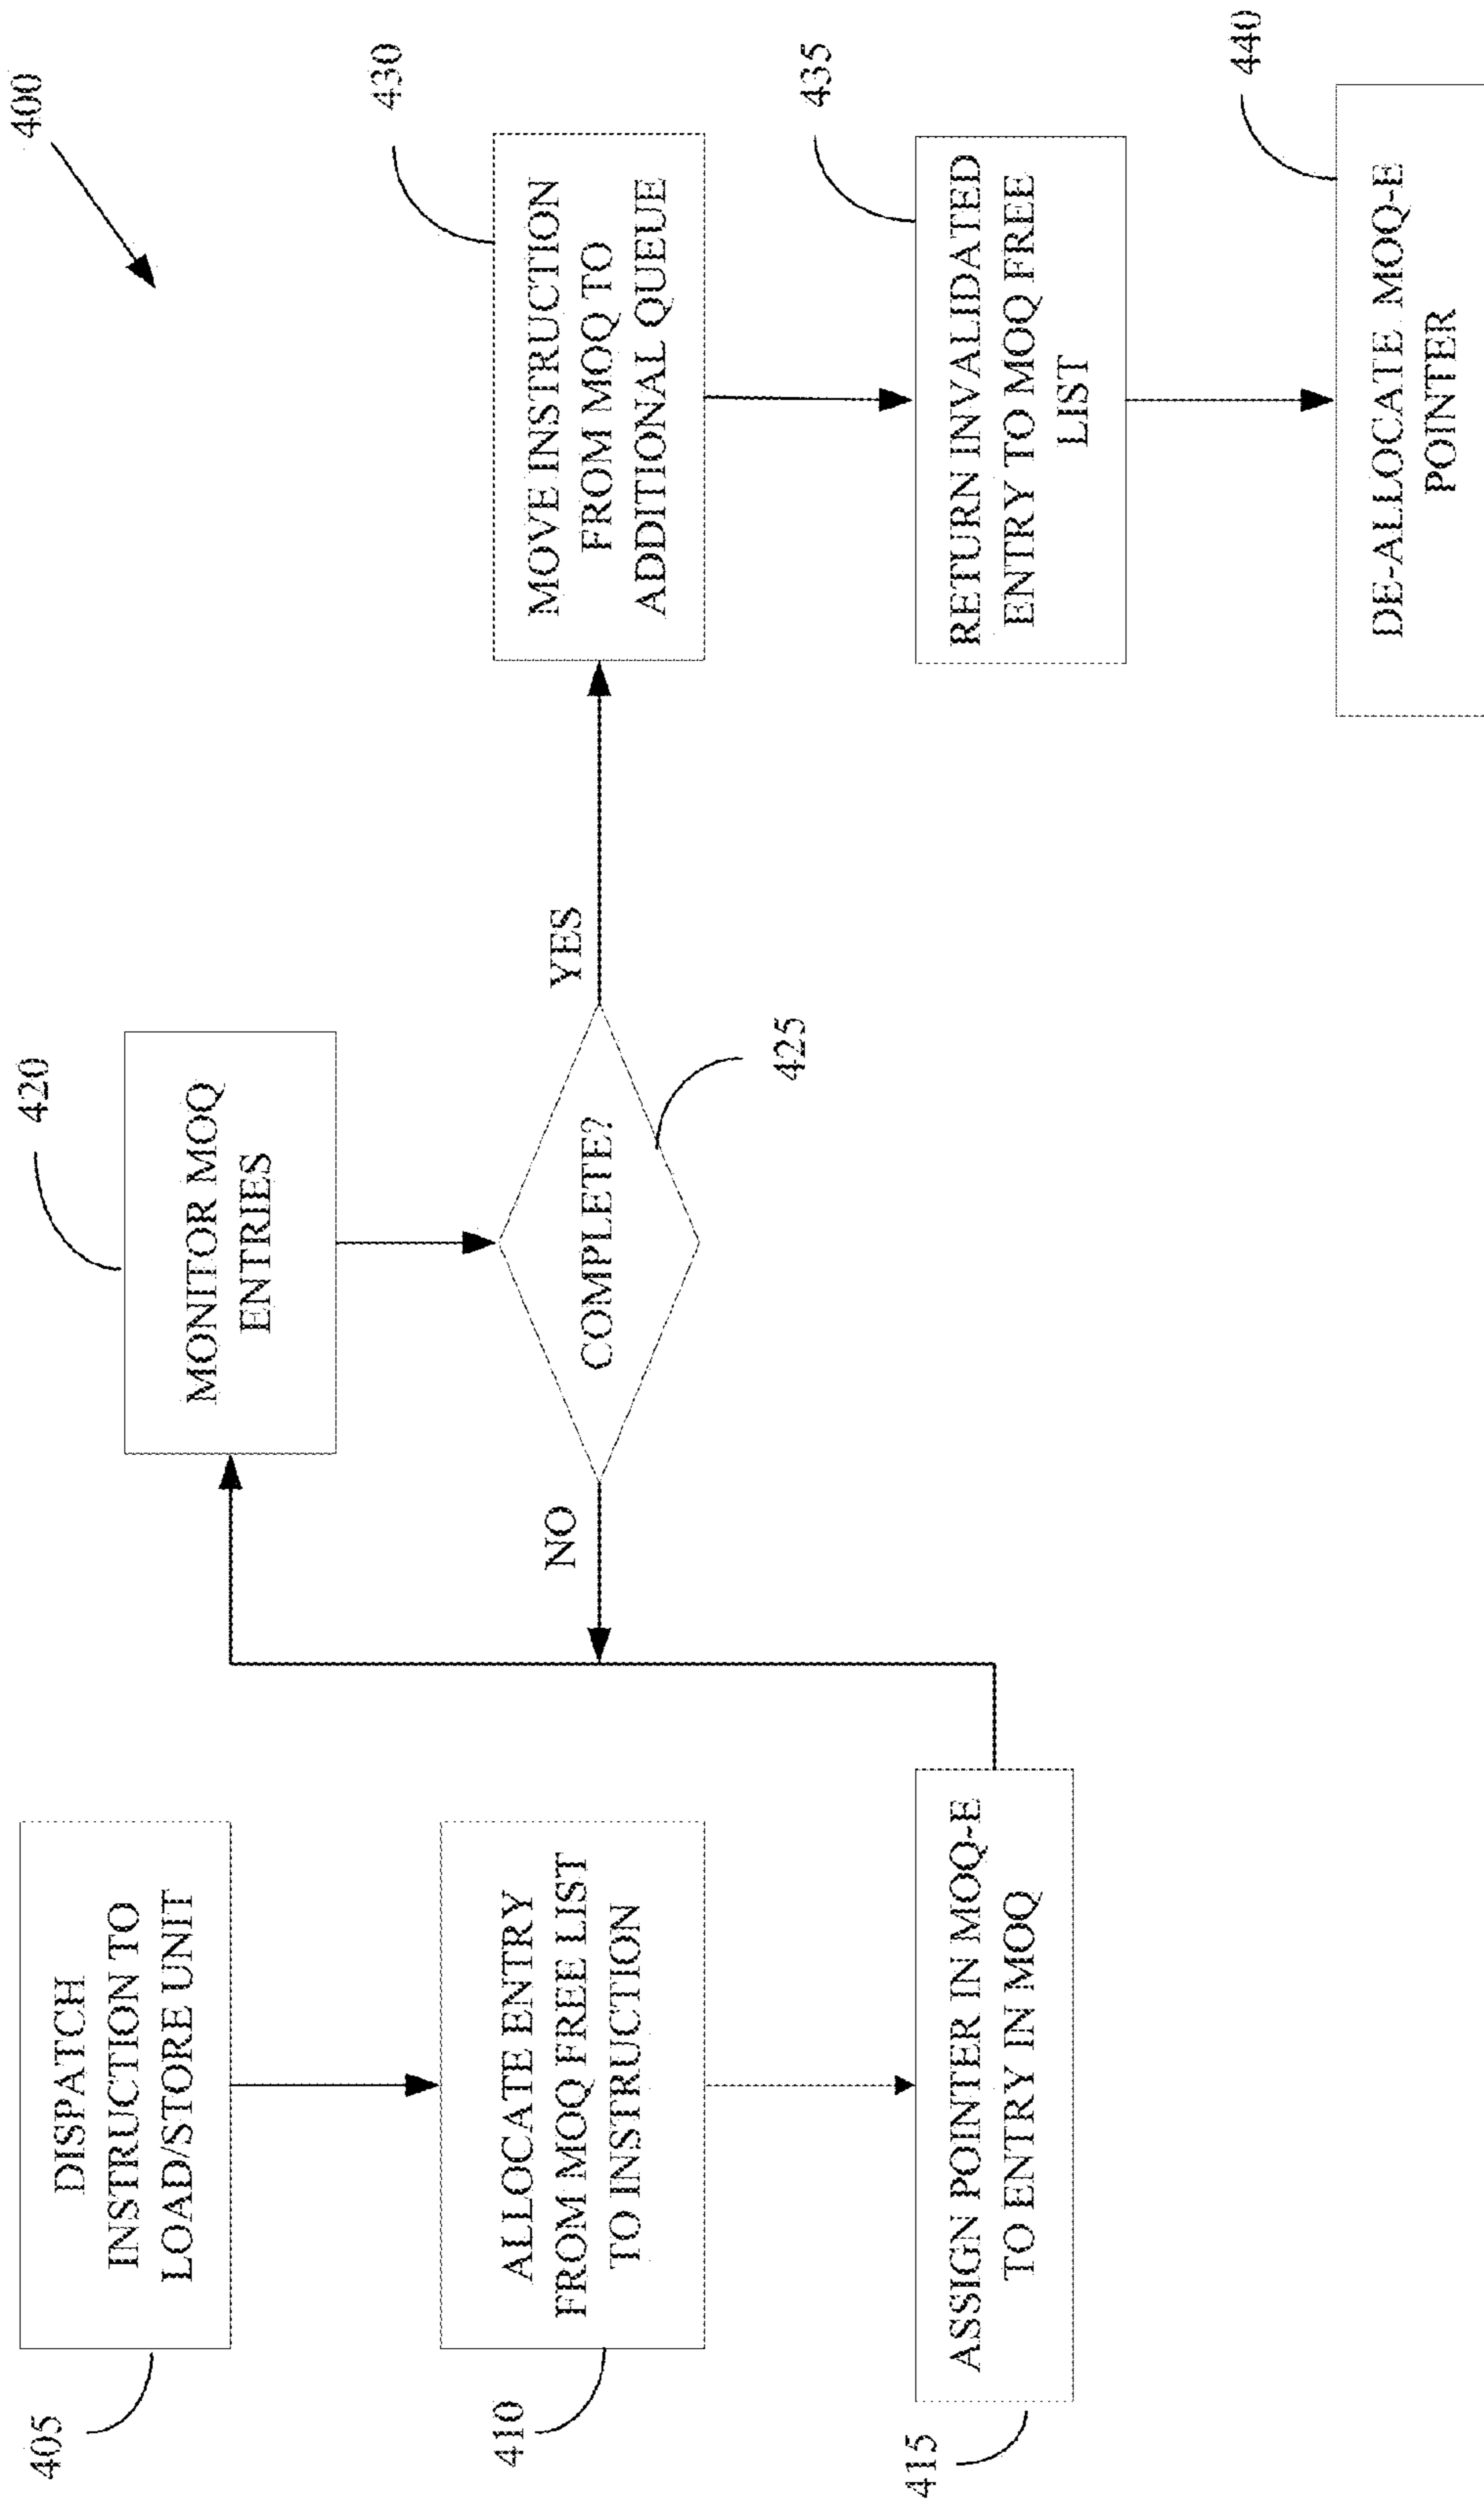 400
405
DISPATCH
INSTRUCTION TO
LOAD/STORE UNIT
410
ALLOCATE ENTRY
FROM MOQ FREE LIST
TO INSTRUCTION
415
ASSIGN POINTER IN MOQ-E
TO ENTRY IN MOQ
420
MONITOR MOQ
ENTRIES
NO
COMPLETE?
YES
425
430
MOVE INSTRUCTION
FROM MOQ TO
ADDITIONAL QUEUE
435
RETURN INVALIDATED
ENTRY TO MOQ FREE
LIST
440
DE-ALLOCATE MOQ-E
POINTER